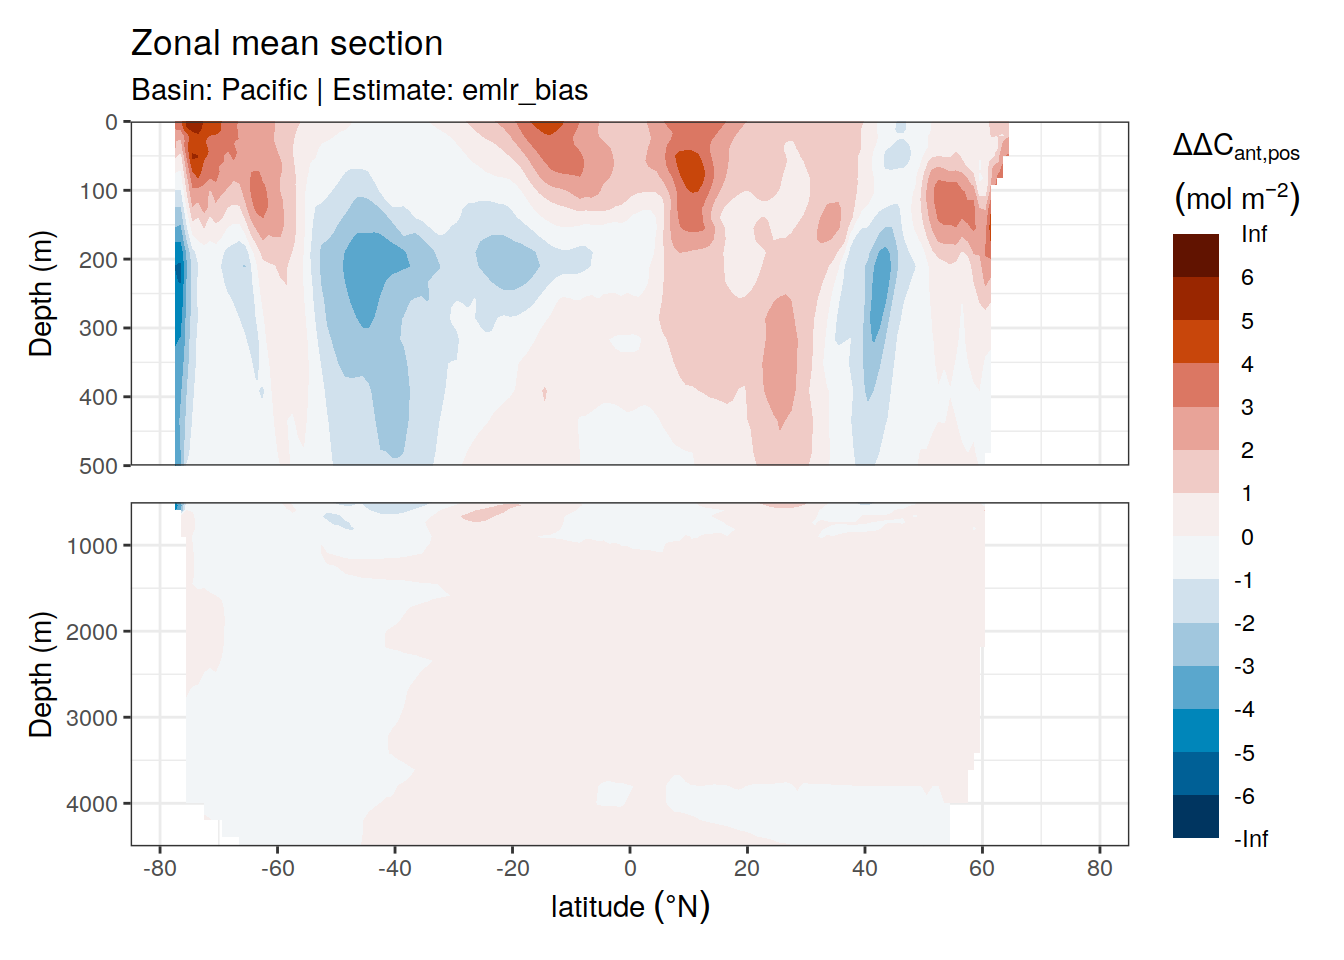 Zonal mean section
Basin: Pacific | Estimate: emlr_bias
0
100
200
300
400
500
Depth (m)
1000
2000
3000
4000
Depth (m)
-80 -60 -40 -20 0 20 40 60 80
latitude (°N)
ΔΔC_ant,pos
(mol m⁻²)
Inf
6
5
4
3
2
1
0
-1
-2
-3
-4
-5
-6
-Inf